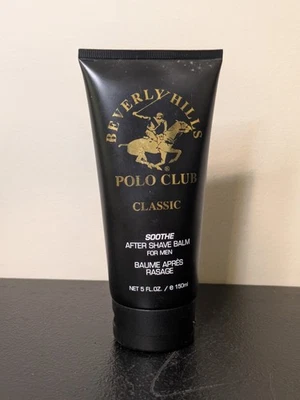 BEVERLY HILLS
POLO CLUB
CLASSIC
SOOTHE
AFTER SHAVE BALM
FOR MEN
BAUME APRÈS
RASAGE
NET 5 FL.OZ. / e 150ml